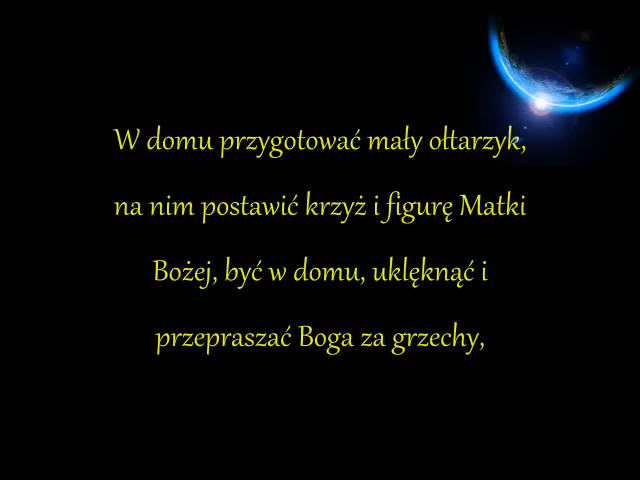 W domu przygotować mały ołtarzyk,
na nim postawić krzyż i figurę Matki
Bożej, być w domu, uklęknąć i
przepraszać Boga za grzechy,